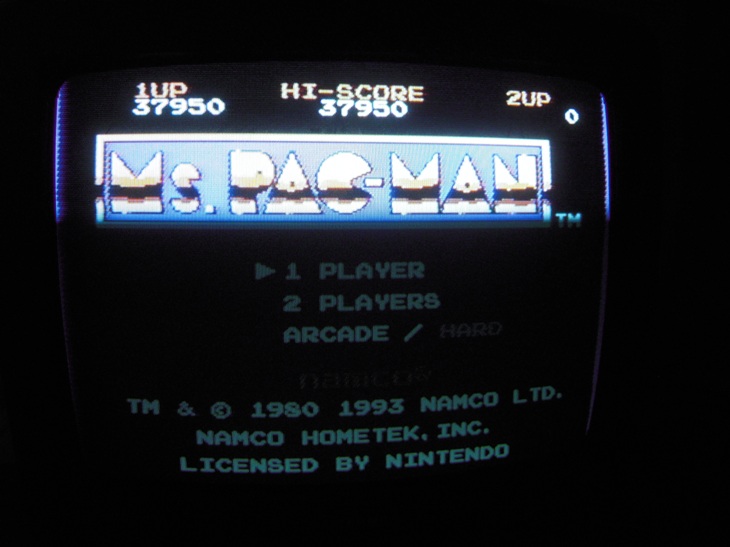 1UP HI-SCORE 2UP
37950 37950 0
Ms. PAC-MAN
TM
1 PLAYER
2 PLAYERS
ARCADE / HARD
namcot
TM & © 1980 1993 NAMCO LTD.
NAMCO HOMETEK, INC.
LICENSED BY NINTENDO